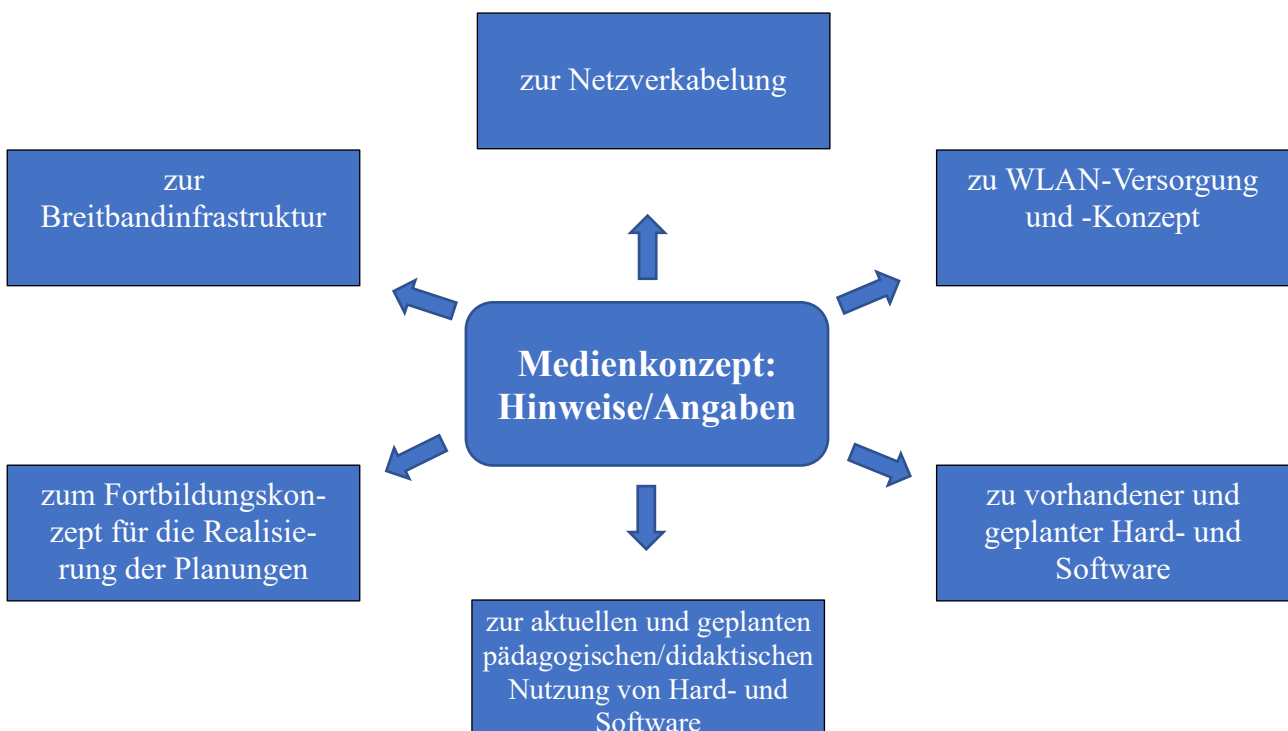 zur Netzverkabelung
zur
Breitbandinfrastruktur
zu WLAN-Versorgung
und -Konzept
Medienkonzept:
Hinweise/Angaben
zum Fortbildungskon-
zept für die Realisie-
rung der Planungen
zu vorhandener und
geplanter Hard- und
Software
zur aktuellen und geplanten
pädagogischen/didaktischen
Nutzung von Hard- und
Software